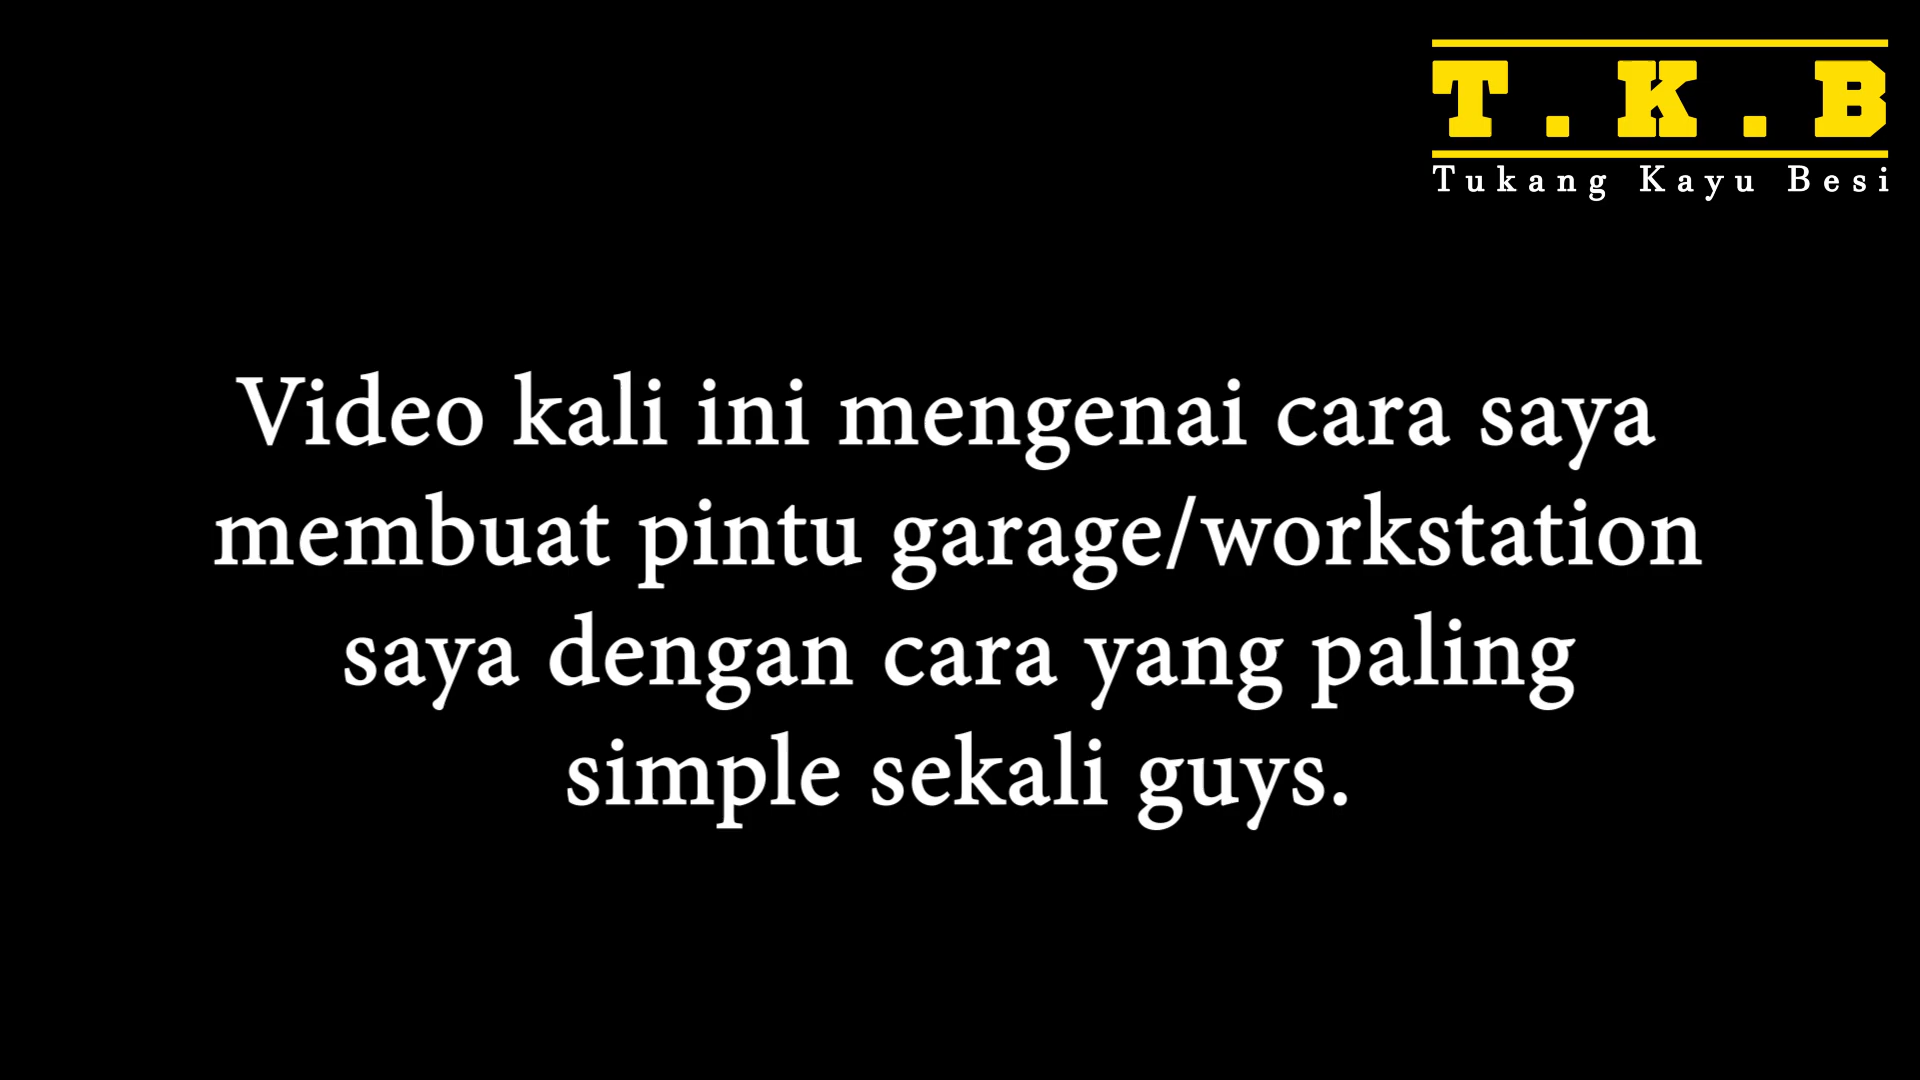 T.K.B
Tukang Kayu Besi
Video kali ini mengenai cara saya
membuat pintu garage/workstation
saya dengan cara yang paling
simple sekali guys.